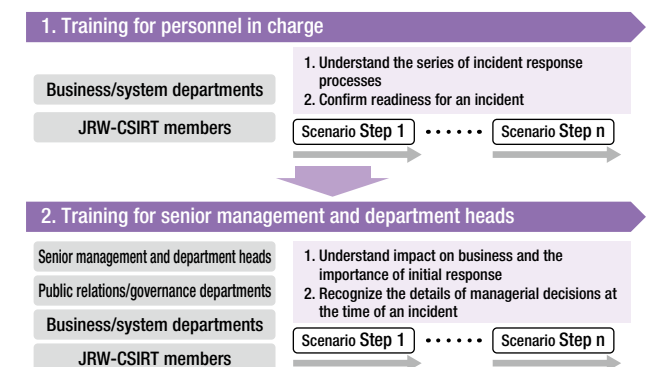 1. Training for personnel in charge
Business/system departments
JRW-CSIRT members
1. Understand the series of incident response
processes
2. Confirm readiness for an incident
Scenario Step 1 ・・・・・・ Scenario Step n
2. Training for senior management and department heads
Senior management and department heads
Public relations/governance departments
Business/system departments
JRW-CSIRT members
1. Understand impact on business and the
importance of initial response
2. Recognize the details of managerial decisions at
the time of an incident
Scenario Step 1 ・・・・・・ Scenario Step n